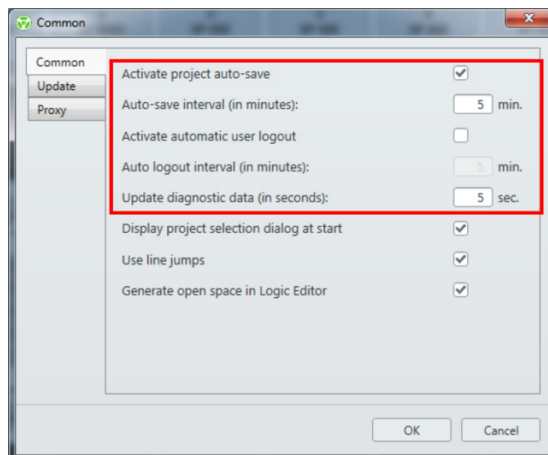 Common
Common
Update
Proxy
Activate project auto-save
Auto-save interval (in minutes): 5 min.
Activate automatic user logout
Auto logout interval (in minutes): 5 min.
Update diagnostic data (in seconds): 5 sec.
Display project selection dialog at start
Use line jumps
Generate open space in Logic Editor
OK Cancel